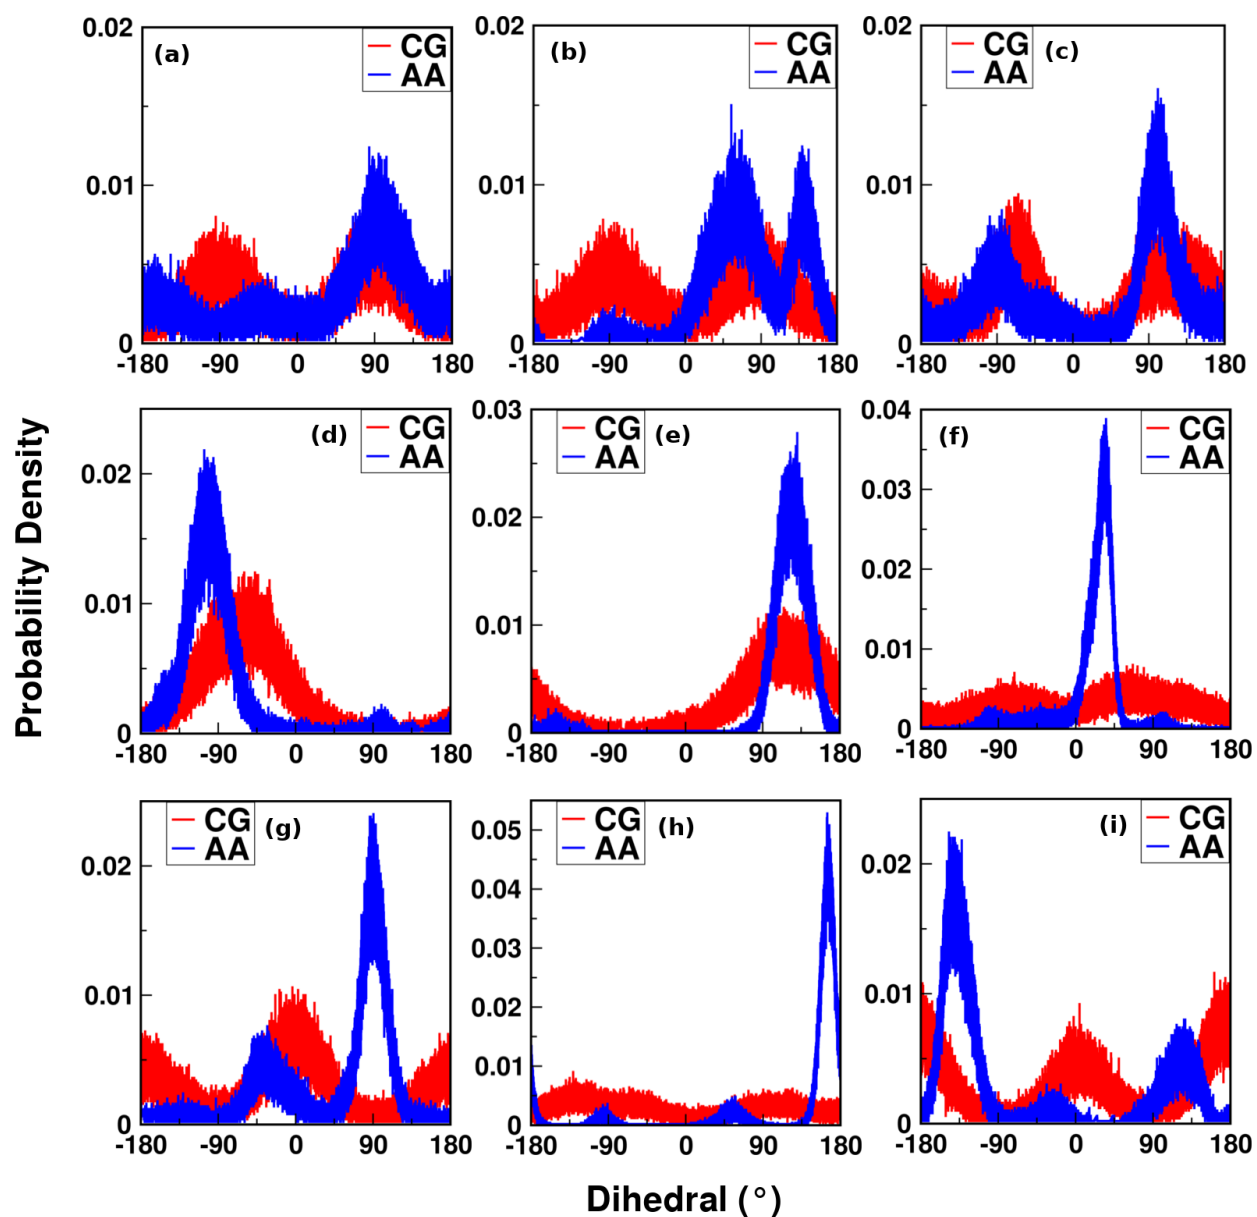 0.02 (a) CG AA 0.01 0 -180 -90 0 90 180
0.02 (b) CG AA 0.01 0 -180 -90 0 90 180
0.02 CG AA (c) 0.01 0 -180 -90 0 90 180
(d) CG AA 0.02 0.01 0 -180 -90 0 90 180
0.03 CG AA (e) 0.02 0.01 0 -180 -90 0 90 180
0.04 (f) CG AA 0.03 0.02 0.01 0 -180 -90 0 90 180
CG AA (g) 0.02 0.01 0 -180 -90 0 90 180
CG AA (h) 0.05 0.04 0.03 0.02 0.01 0 -180 -90 0 90 180
CG AA (i) 0.02 0.01 0 -180 -90 0 90 180
Probability Density
Dihedral (°)